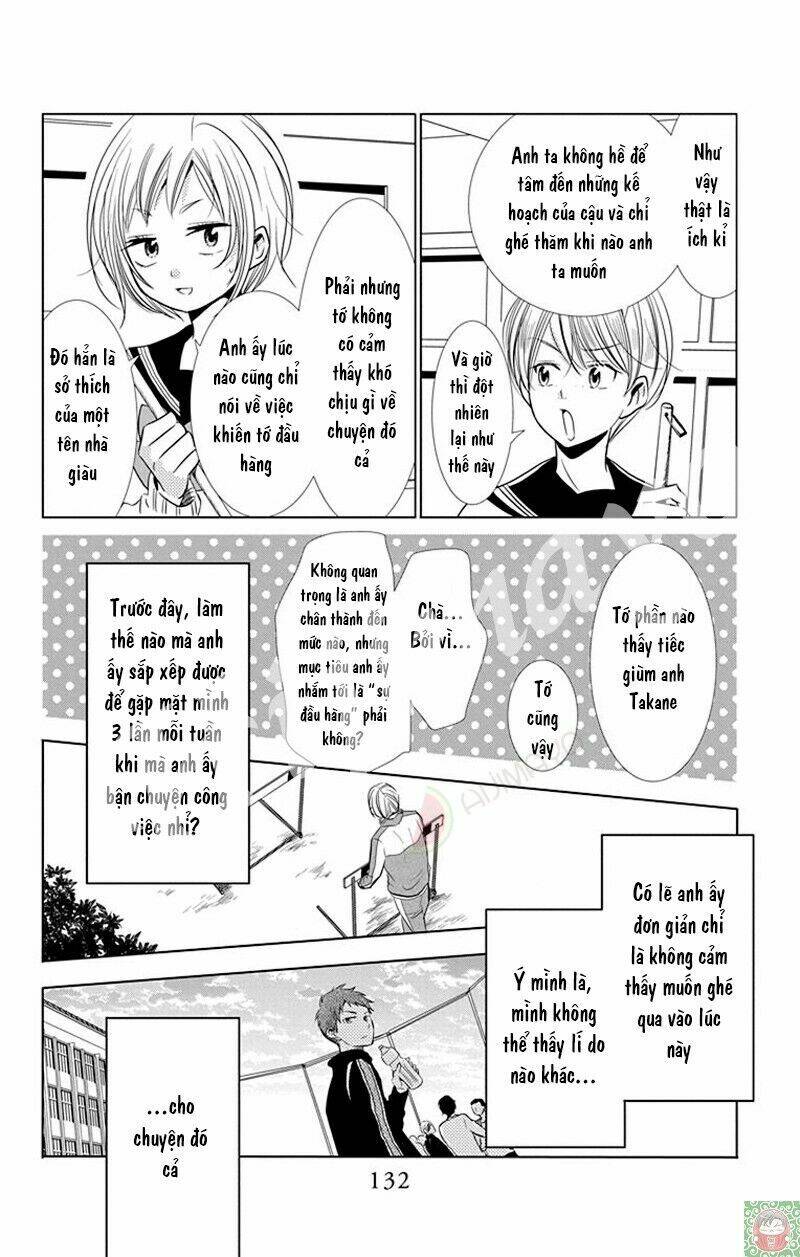 Như
vậy
thật là
ích kỉ
Anh ta không hề để
tâm đến những kế
hoạch của cậu và chỉ
ghé thăm khi nào anh
ta muốn
Và giờ
thì đột
nhiên
lại như
thế này
Phải nhưng
tớ không
có cảm
thấy khó
chịu gì về
chuyện đó
cả
Anh ấy lúc
nào cũng chỉ
nói về việc
khiến tớ đầu
hàng
Đó hẳn là
sở thích
của một
tên nhà
giàu
Tớ phần nào
thấy tiếc
giùm anh
Takane
Tớ
cũng
vậy
Chà...
Bởi vì...
Không quan
trọng là anh ấy
chân thành đến
mức nào, nhưng
mục tiêu anh ấy
nhắm tới là “sự
đầu hàng” phải
không?
Trước đây, làm
thế nào mà anh
ấy sắp xếp được
để gặp mặt mình
3 lần mỗi tuần
khi mà anh ấy
bận chuyện công
việc nhỉ?
Có lẽ anh ấy
đơn giản chỉ
là không cảm
thấy muốn ghé
qua vào lúc
này
Ý mình là,
mình không
thể thấy lí do
nào khác...
...cho
chuyện đó
cả
132